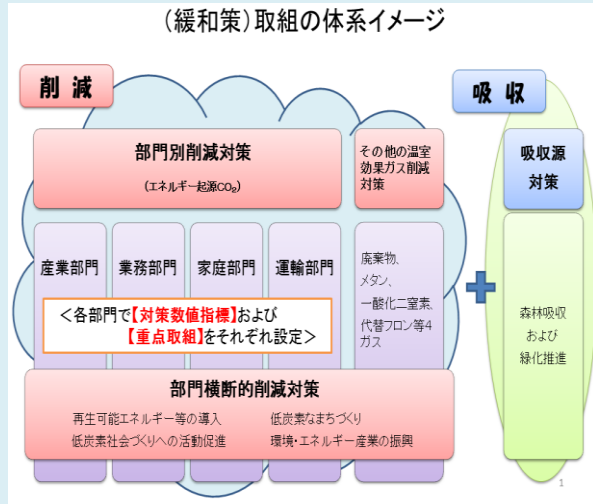 （緩和策）取組の体系イメージ
削 減
吸 収
部門別削減対策
（エネルギー起源CO₂）
その他の温室
効果ガス削減
対策
吸収源
対策
産業部門
業務部門
家庭部門
運輸部門
廃棄物、
メタン、
一酸化二窒素、
代替フロン等4
ガス
＜各部門で【対策数値指標】および
【重点取組】をそれぞれ設定＞
森林吸収
および
緑化推進
部門横断的削減対策
再生可能エネルギー等の導入
低炭素なまちづくり
低炭素社会づくりへの活動促進
環境・エネルギー産業の振興
1